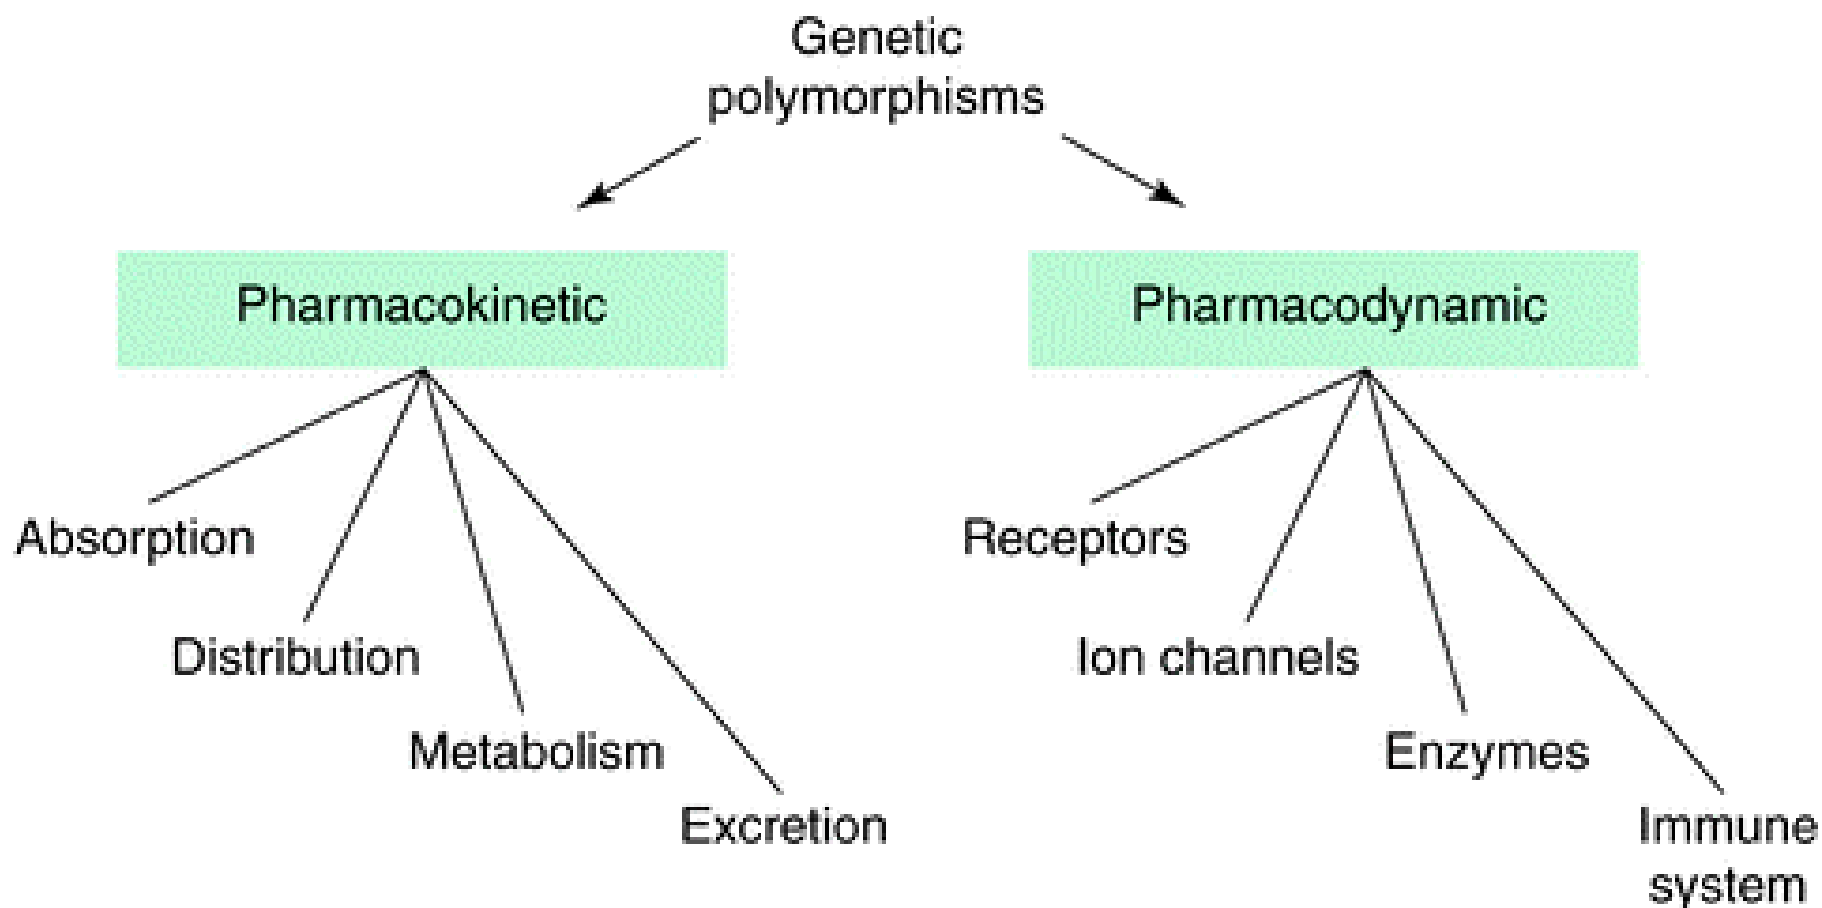 Genetic
polymorphisms
Pharmacokinetic
Pharmacodynamic
Absorption
Distribution
Metabolism
Excretion
Receptors
Ion channels
Enzymes
Immune
system